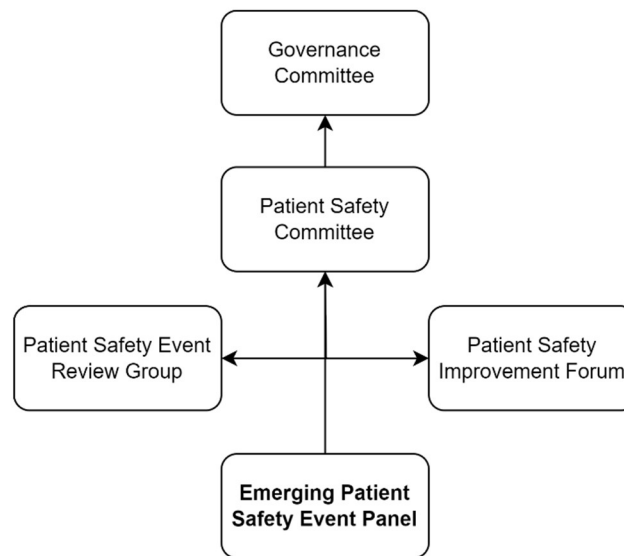 Governance
Committee
Patient Safety
Committee
Patient Safety Event
Review Group
Patient Safety
Improvement Forum
Emerging Patient
Safety Event Panel